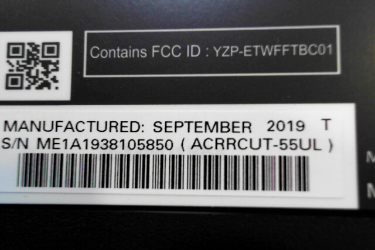 Contains FCC ID : YZP-ETWFFTBC01
MANUFACTURED: SEPTEMBER 2019 T
S/N ME1A1938105850 ( ACRRCUT-55UL )